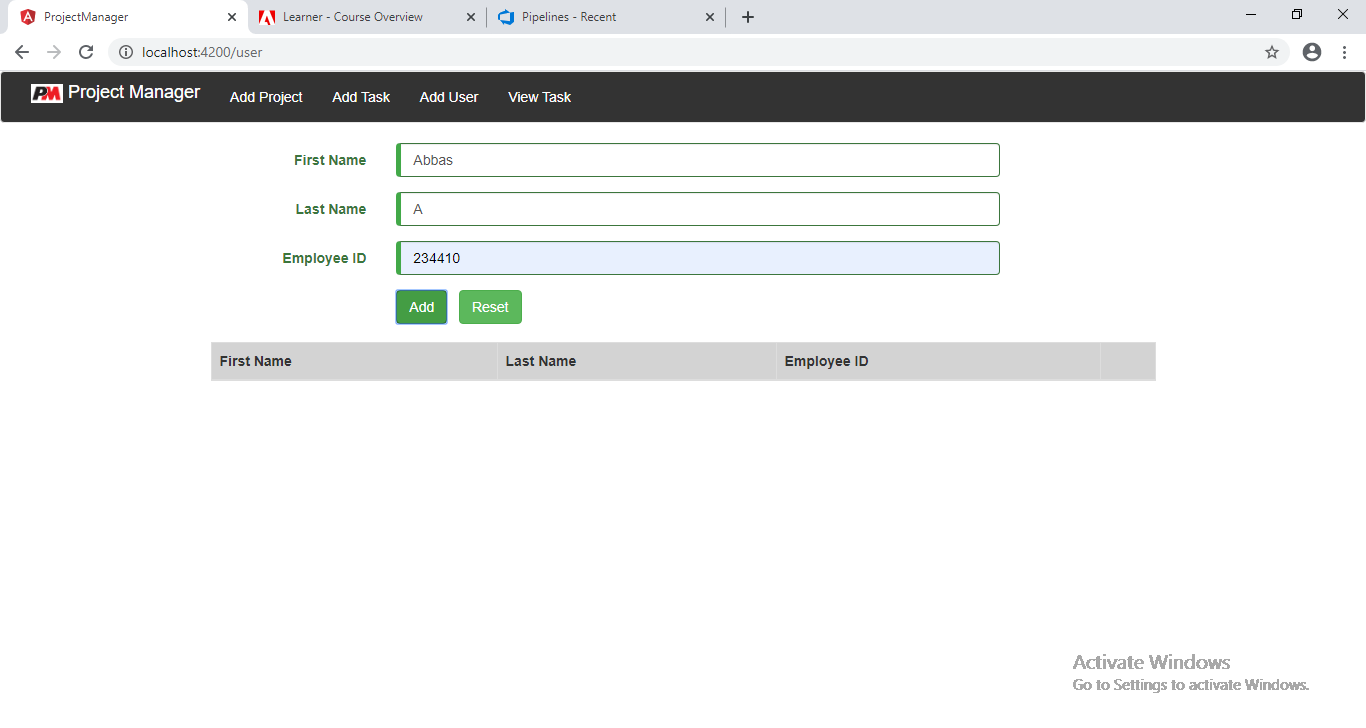 ProjectManager
Learner - Course Overview
Pipelines - Recent
localhost:4200/user
PM Project Manager
Add Project
Add Task
Add User
View Task
First Name
Abbas
Last Name
A
Employee ID
234410
Add
Reset
First Name
Last Name
Employee ID
Activate Windows
Go to Settings to activate Windows.